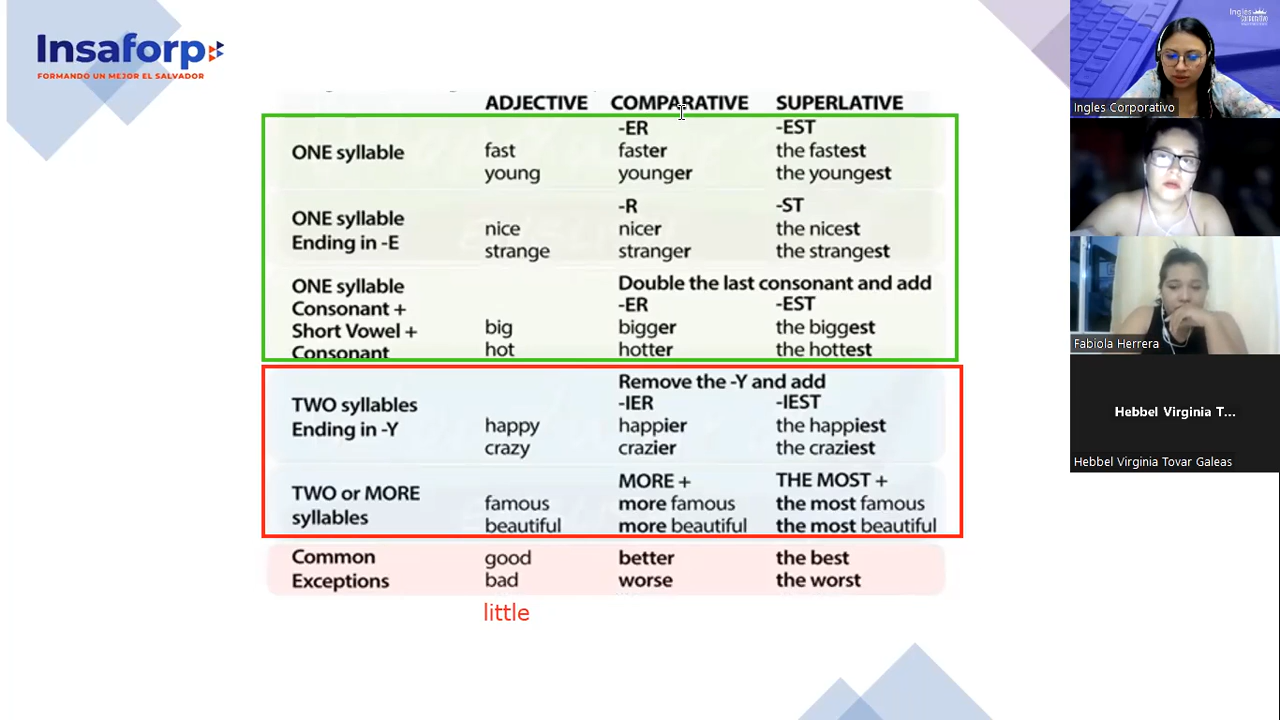 Insaforp
FORMANDO UN MEJOR EL SALVADOR
ADJECTIVE COMPARATIVE SUPERLATIVE
-ER -EST
ONE syllable fast faster the fastest
young younger the youngest
-R -ST
ONE syllable nice nicer the nicest
Ending in -E strange stranger the strangest
ONE syllable Double the last consonant and add
Consonant + -ER -EST
Short Vowel + big bigger the biggest
Consonant hot hotter the hottest
Remove the -Y and add
TWO syllables -IER -IEST
Ending in -Y happy happier the happiest
crazy crazier the craziest
MORE + THE MOST +
TWO or MORE famous more famous the most famous
syllables beautiful more beautiful the most beautiful
Common good better the best
Exceptions bad worse the worst
little
Ingles
Ingles Corporativo
Fabiola Herrera
Hebbel Virginia T...
Hebbel Virginia Tovar Galeas